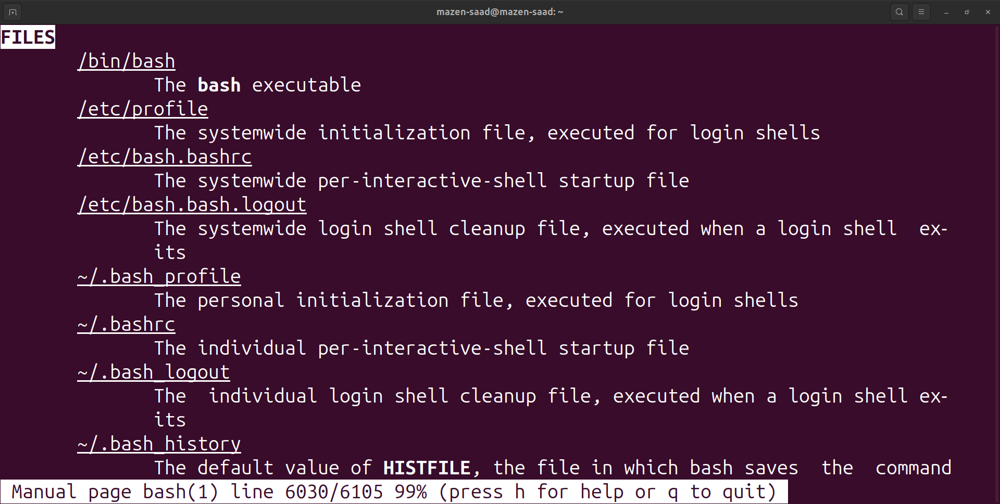 mazen-saad@mazen-saad: ~
FILES
/bin/bash
The bash executable
/etc/profile
The systemwide initialization file, executed for login shells
/etc/bash.bashrc
The systemwide per-interactive-shell startup file
/etc/bash.bash.logout
The systemwide login shell cleanup file, executed when a login shell  ex-
its
~/.bash_profile
The personal initialization file, executed for login shells
~/.bashrc
The individual per-interactive-shell startup file
~/.bash_logout
The  individual login shell cleanup file, executed when a login shell ex-
its
~/.bash_history
The default value of HISTFILE, the file in which bash saves  the  command
Manual page bash(1) line 6030/6105 99% (press h for help or q to quit)